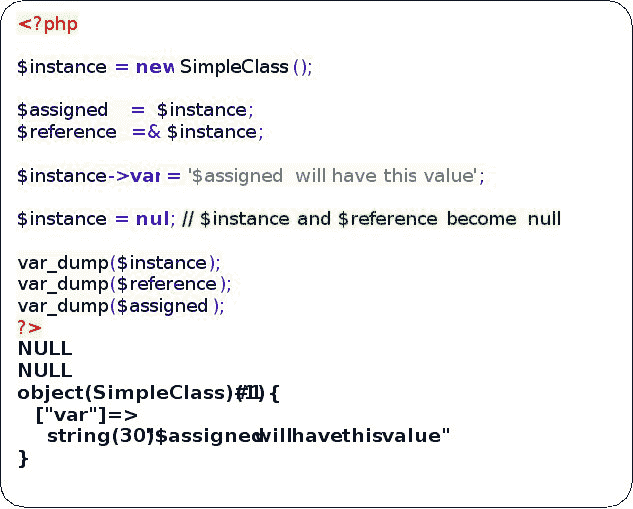 <?php
$instance = new SimpleClass();
$assigned = $instance;
$reference =& $instance;
$instance->var = '$assigned will have this value';
$instance = nul; // $instance and $reference become null
var_dump($instance);
var_dump($reference);
var_dump($assigned);
?>
NULL
NULL
object(SimpleClass)#1 (1) {
["var"]=>
string(30) "$assigned will have this value"
}